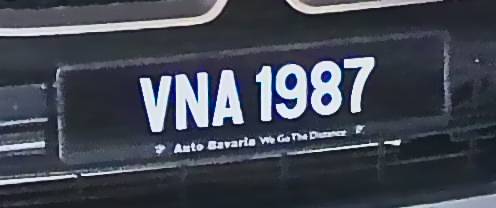 VNA 1987
Auto Bavaria We Go The Distance